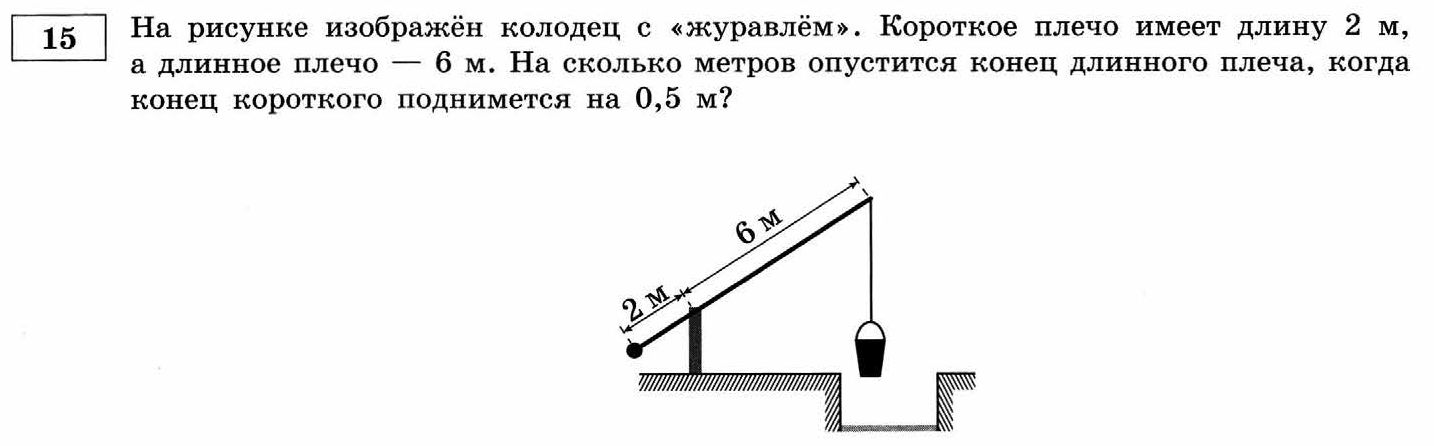 15
На рисунке изображён колодец с «журавлём». Короткое плечо имеет длину 2 м,
а длинное плечо — 6 м. На сколько метров опустится конец длинного плеча, когда
конец короткого поднимется на 0,5 м?
6 м
2 м